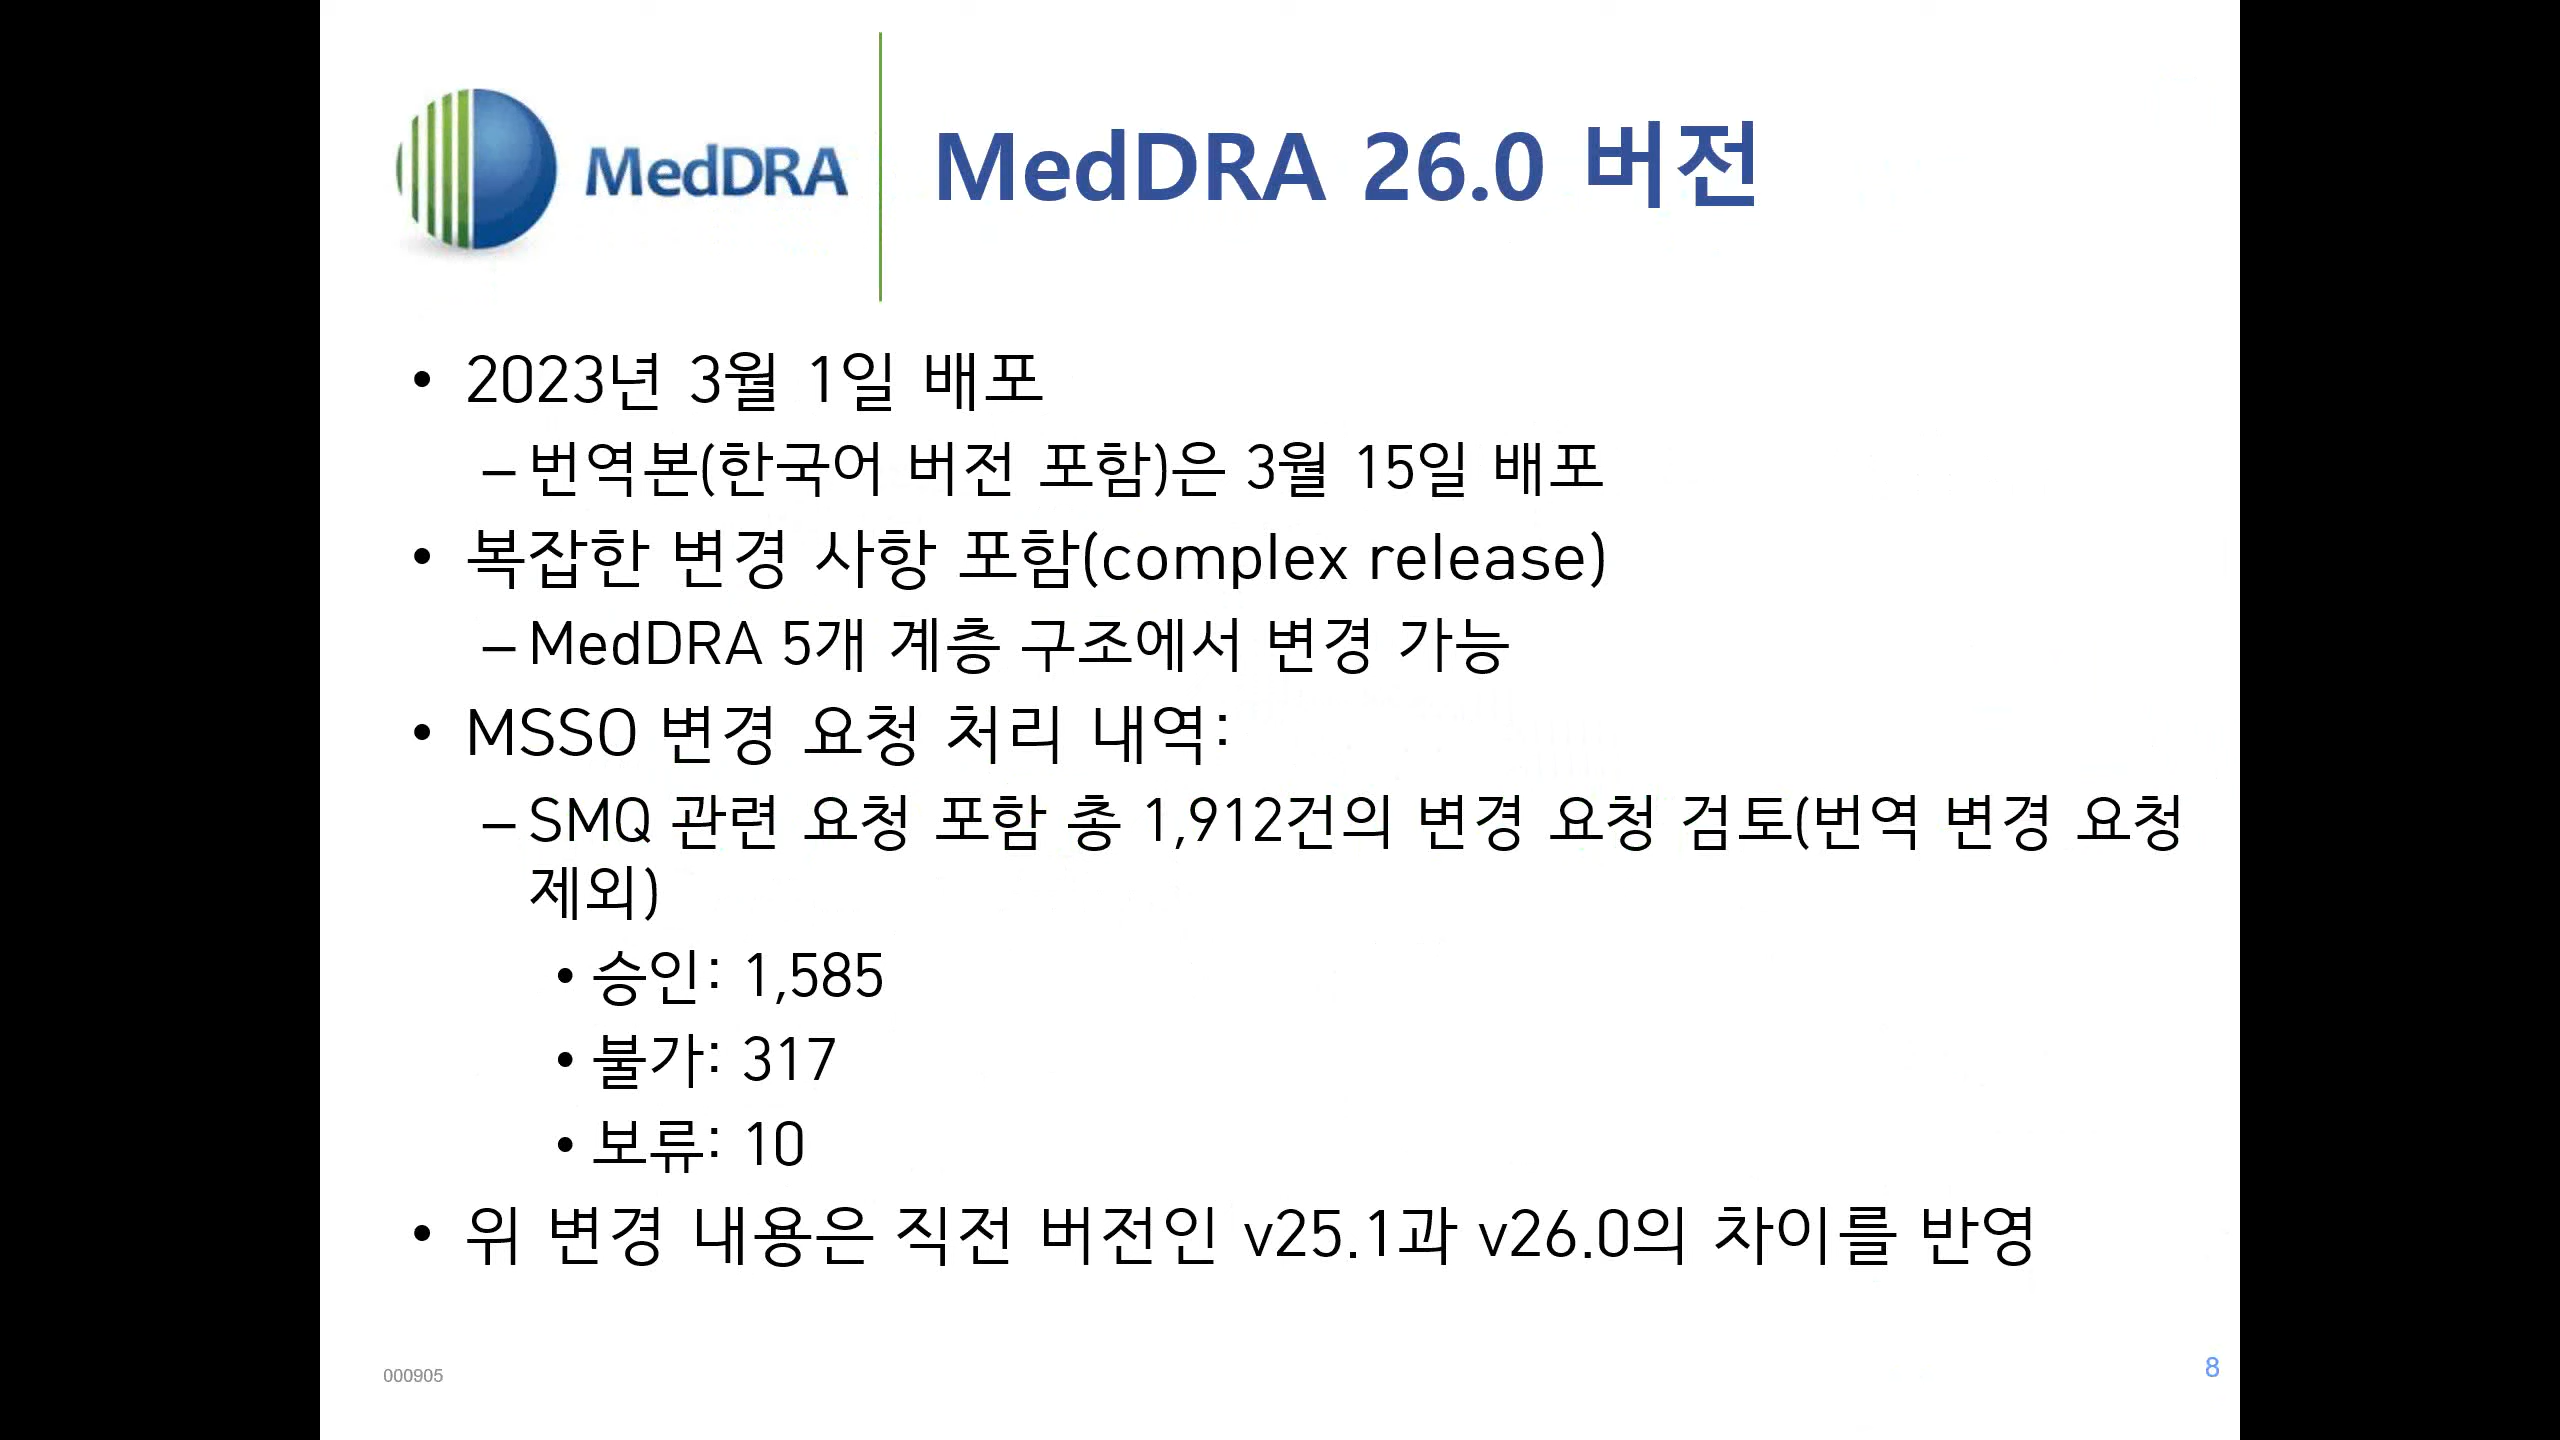 MedDRA
MedDRA 26.0 버전
• 2023년 3월 1일 배포
– 번역본(한국어 버전 포함)은 3월 15일 배포
• 복잡한 변경 사항 포함(complex release)
– MedDRA 5개 계층 구조에서 변경 가능
• MSSO 변경 요청 처리 내역:
– SMQ 관련 요청 포함 총 1,912건의 변경 요청 검토(번역 변경 요청
제외)
• 승인: 1,585
• 불가: 317
• 보류: 10
• 위 변경 내용은 직전 버전인 v25.1과 v26.0의 차이를 반영
000905
8